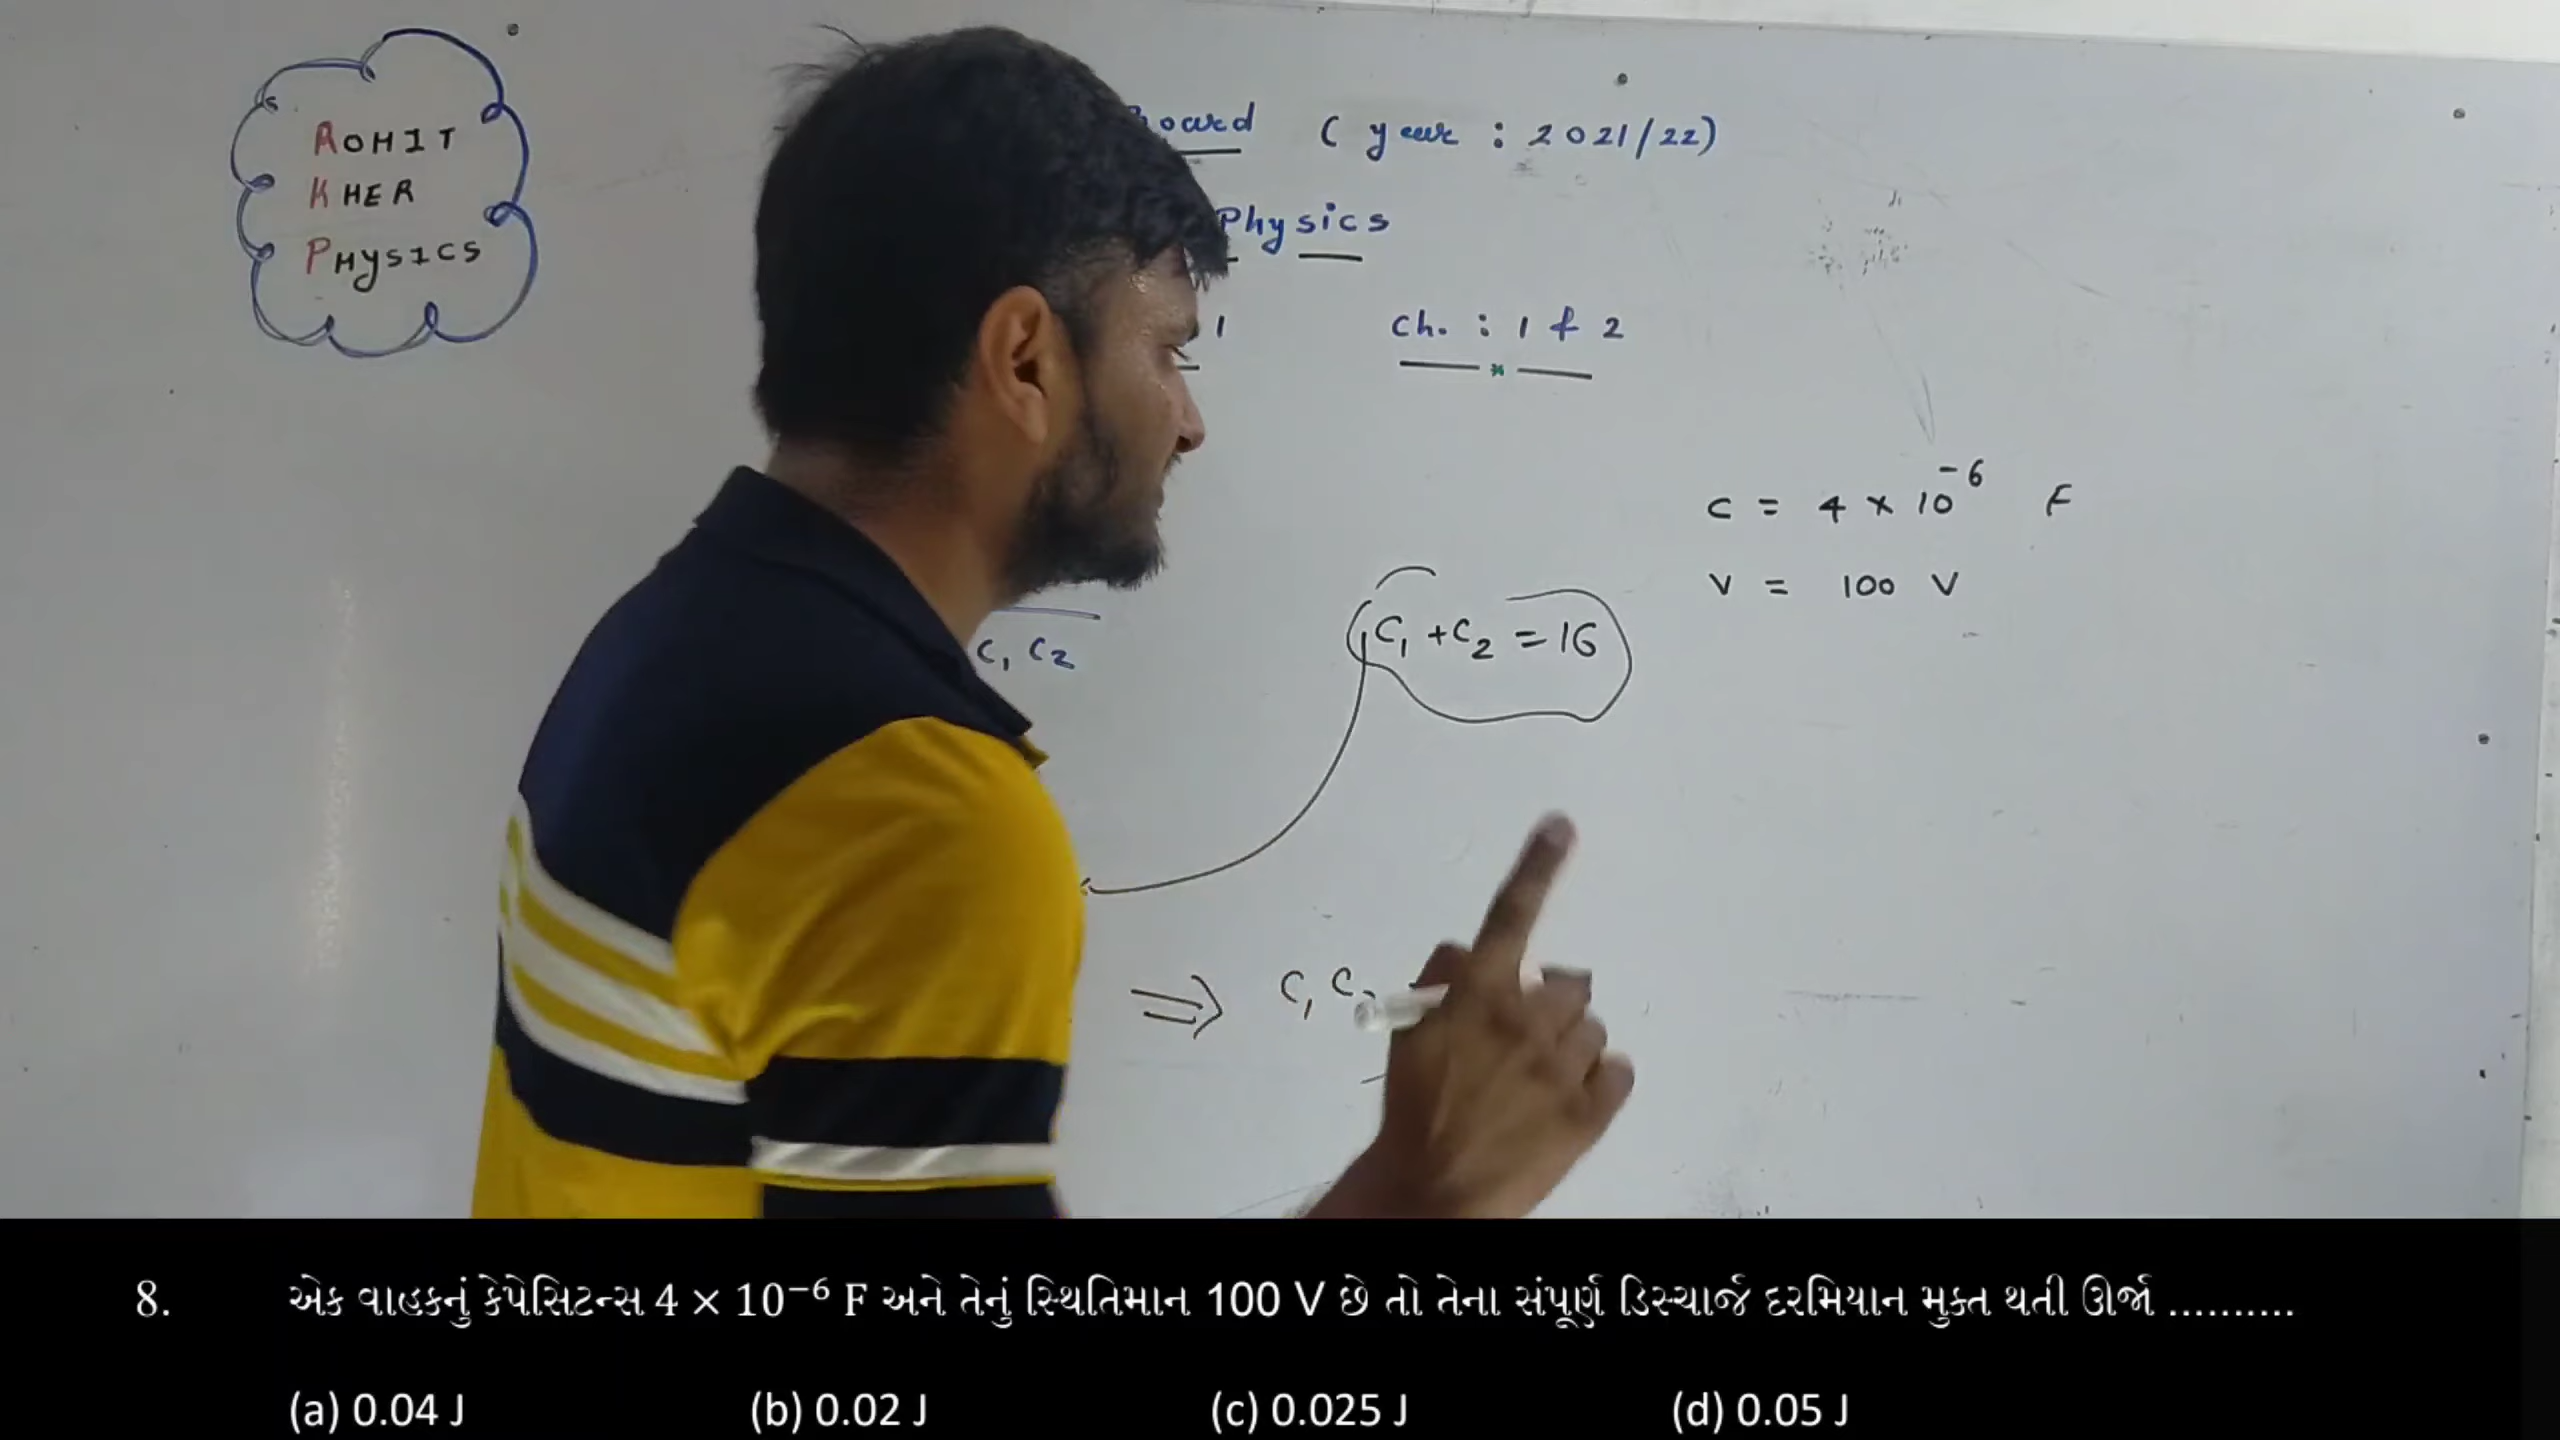 ROHIT
KHER
PHYSICS
( year : 2021/22)
Physics
1 Ch. : 1 & 2
C = 4 × 10⁻⁶ F
V = 100 V
C₁ + C₂ = 16
C₁ C₂
⇒ C₁ C₂
8. એક વાહકનું કેપેસિટન્સ 4 × 10⁻⁶ F અને તેનું સ્થિતિમાન 100 V છે તો તેના સંપૂર્ણ ડિસ્ચાર્જ દરમિયાન મુક્ત થતી ઊર્જા ..........
(a) 0.04 J (b) 0.02 J (c) 0.025 J (d) 0.05 J